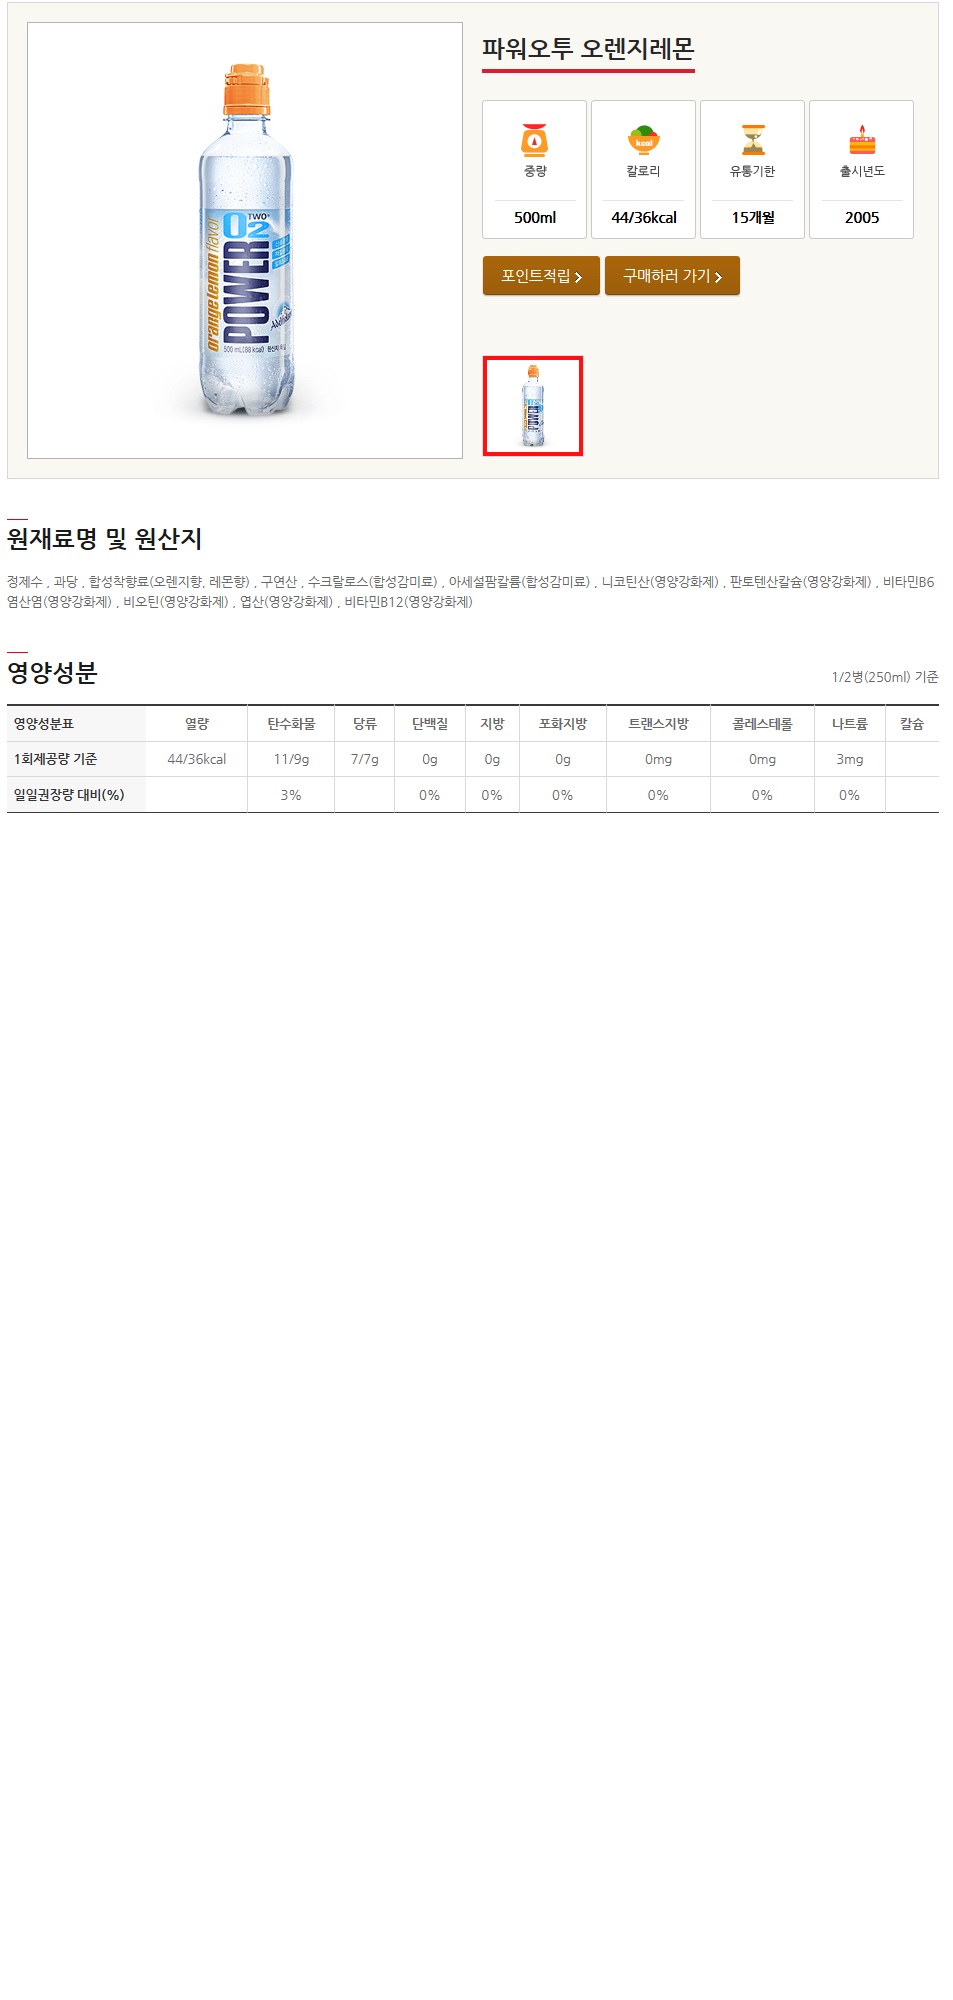 파워오투 오렌지레몬
중량
칼로리
유통기한
출시년도
kcal
500ml
44/36kcal
15개월
2005
포인트적립
구매하러 가기
orange lemon flavor
O2
TWO
POWER
500 mL(88 kcal)
원재료명 및 원산지
정제수 , 과당 , 합성착향료(오렌지향, 레몬향) , 구연산 , 수크랄로스(합성감미료) , 아세설팜칼륨(합성감미료) , 니코틴산(영양강화제) , 판토텐산칼슘(영양강화제) , 비타민B6
염산염(영양강화제) , 비오틴(영양강화제) , 엽산(영양강화제) , 비타민B12(영양강화제)
영양성분
1/2병(250ml) 기준
영양성분표 열량 탄수화물 당류 단백질 지방 포화지방 트랜스지방 콜레스테롤 나트륨 칼슘
1회제공량 기준 44/36kcal 11/9g 7/7g 0g 0g 0g 0mg 0mg 3mg
일일권장량 대비(%) 3% 0% 0% 0% 0% 0% 0%